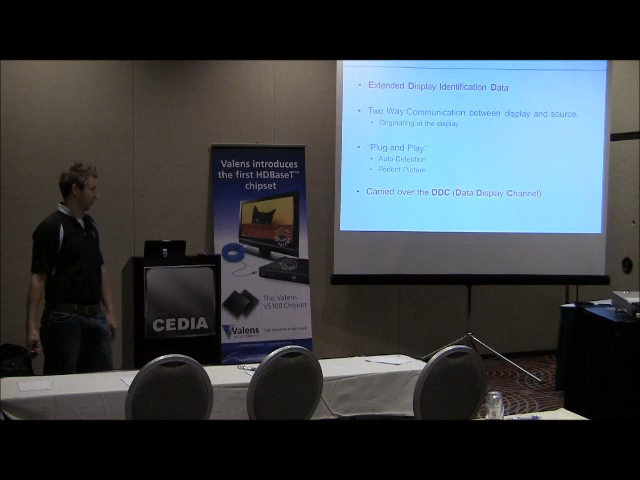 Extended Display Identification Data
Two Way Communication between display and source.
Originating at the display
"Plug and Play"
Auto-Detection
Perfect Picture
Carried over the DDC (Data Display Channel)
Valens introduces
the first HDBaseT™
chipset
The Valens
VS100 Chipset
Valens
CEDIA